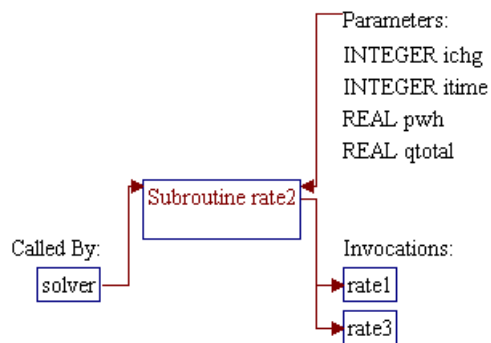 Parameters:
INTEGER ichg
INTEGER itime
REAL pwh
REAL qtotal
Subroutine rate2
Called By:
solver
Invocations:
rate1
rate3